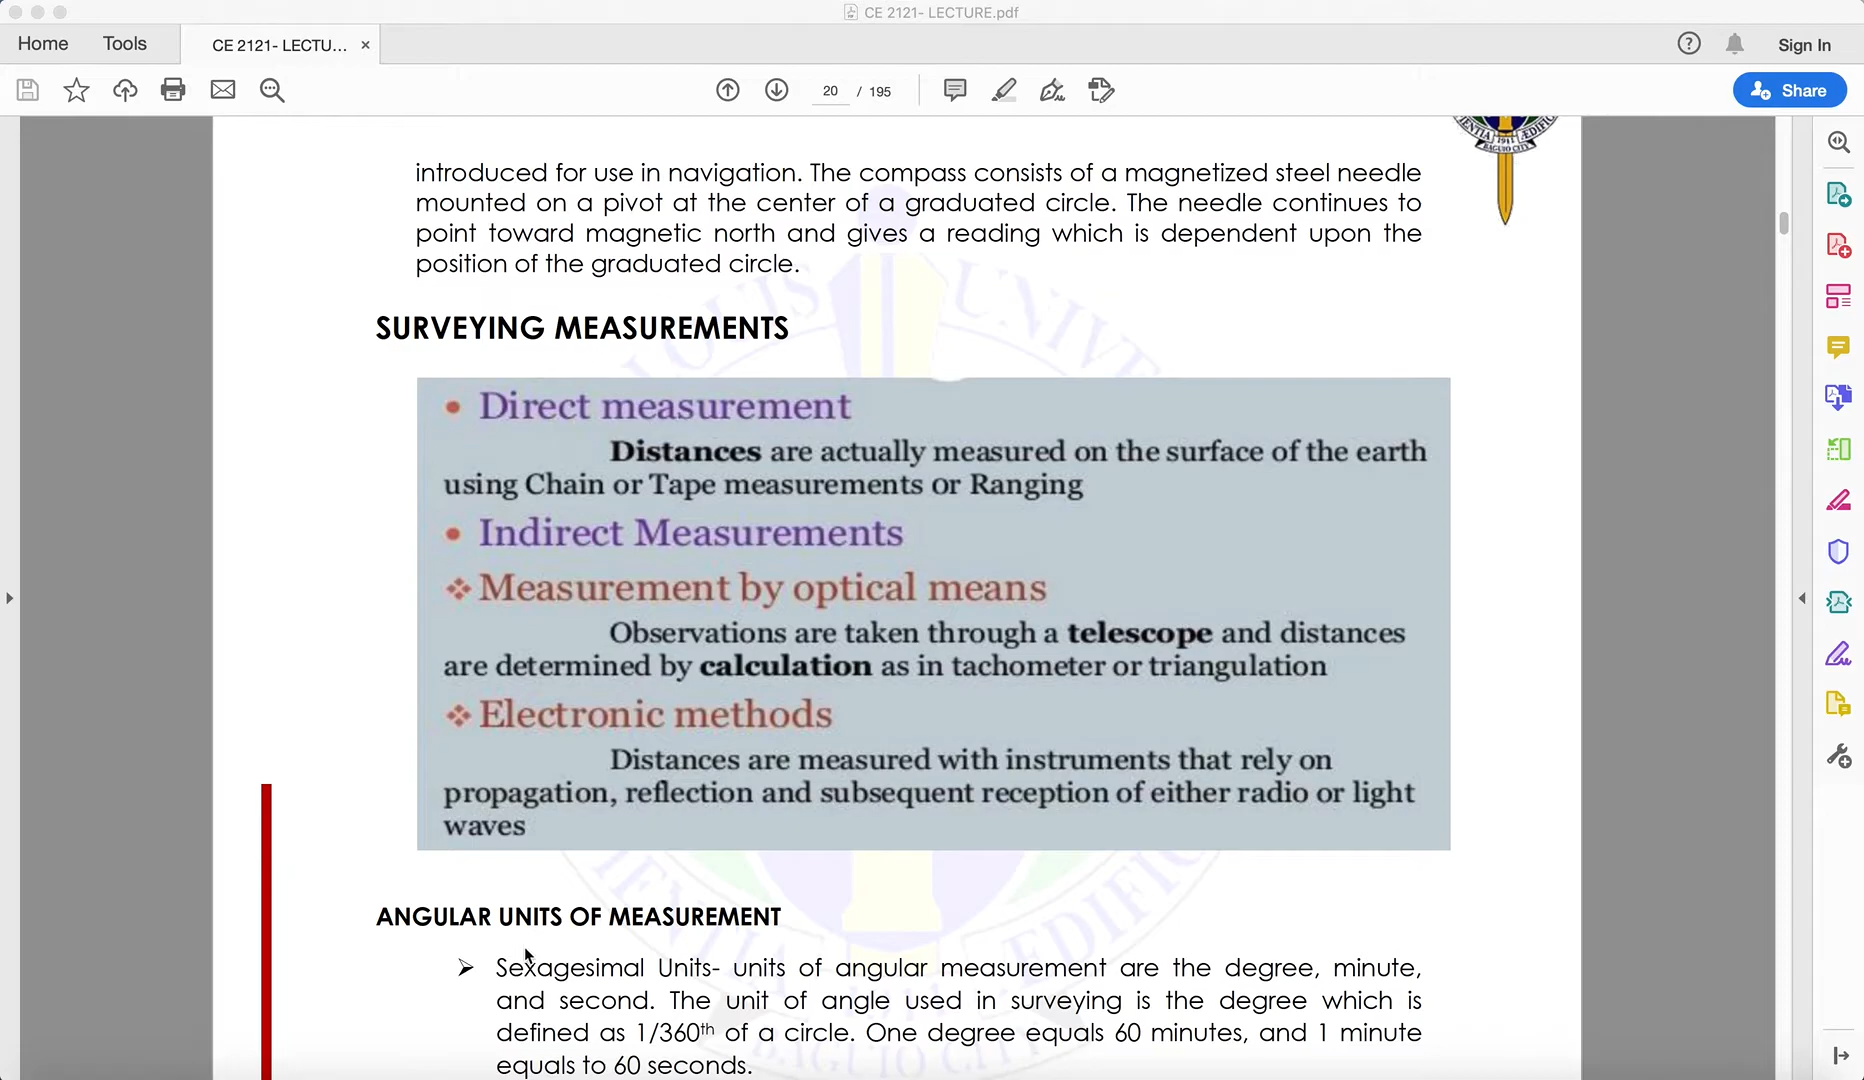 CE 2121- LECTURE.pdf
Home Tools CE 2121- LECTU... × Sign In
20 / 195 Share
introduced for use in navigation. The compass consists of a magnetized steel needle
mounted on a pivot at the center of a graduated circle. The needle continues to
point toward magnetic north and gives a reading which is dependent upon the
position of the graduated circle.
SURVEYING MEASUREMENTS
• Direct measurement
Distances are actually measured on the surface of the earth
using Chain or Tape measurements or Ranging
• Indirect Measurements
❖ Measurement by optical means
Observations are taken through a telescope and distances
are determined by calculation as in tachometer or triangulation
❖ Electronic methods
Distances are measured with instruments that rely on
propagation, reflection and subsequent reception of either radio or light
waves
ANGULAR UNITS OF MEASUREMENT
➢ Sexagesimal Units- units of angular measurement are the degree, minute,
and second. The unit of angle used in surveying is the degree which is
defined as 1/360th of a circle. One degree equals 60 minutes, and 1 minute
equals to 60 seconds.